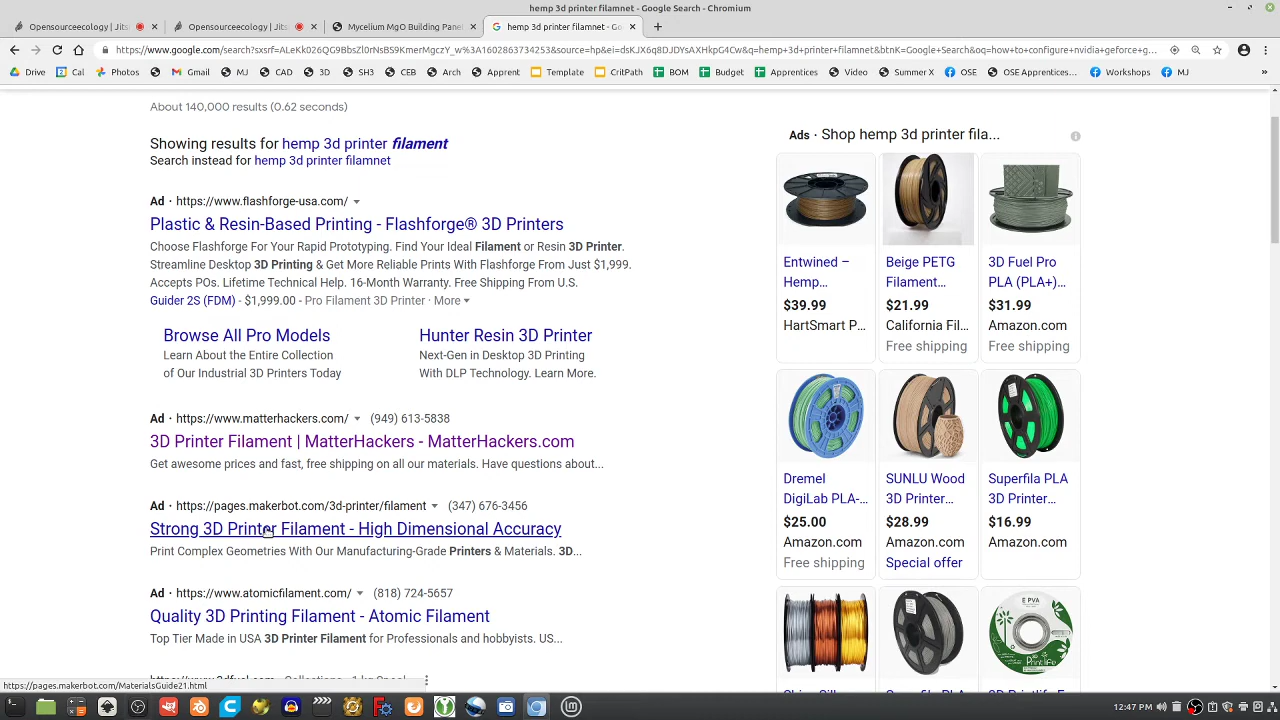 hemp 3d printer filamnet - Google Search - Chromium
Opensourceecology | Jits
Opensourceecology | Jits
Mycelium MgO Building Pane
hemp 3d printer filamnet - Go
https://www.google.com/search?sxsrf=ALeKk026QG9BbsZl0rNsBS9KmerMgczY_w%3A1602863734253&source=hp&ei=dsKJX6q8DJDYsAXHkpG4Cw&q=hemp+3d+printer+filamnet&btnK=Google+Search&oq=how+to+configure+nvidia+geforce+g...
Drive
Cal
Photos
Gmail
MJ
CAD
3D
SH3
CEB
Arch
Apprent
Template
CritPath
BOM
Budget
Apprentices
Video
Summer X
OSE
OSE Apprentices...
Workshops
MJ
»
About 140,000 results (0.62 seconds)
Showing results for hemp 3d printer filament
Search instead for hemp 3d printer filamnet
Ad · https://www.flashforge-usa.com/
Plastic & Resin-Based Printing - Flashforge® 3D Printers
Choose Flashforge For Your Rapid Prototyping. Find Your Ideal Filament or Resin 3D Printer.
Streamline Desktop 3D Printing & Get More Reliable Prints With Flashforge From Just $1,999.
Accepts POs. Lifetime Technical Help. 16-Month Warranty. Free Shipping From U.S.
Guider 2S (FDM) - $1,999.00 - Pro Filament 3D Printer · More
Browse All Pro Models
Learn About the Entire Collection
of Our Industrial 3D Printers Today
Hunter Resin 3D Printer
Next-Gen in Desktop 3D Printing
With DLP Technology. Learn More.
Ad · https://www.matterhackers.com/ (949) 613-5838
3D Printer Filament | MatterHackers - MatterHackers.com
Get awesome prices and fast, free shipping on all our materials. Have questions about...
Ad · https://pages.makerbot.com/3d-printer/filament (347) 676-3456
Strong 3D Printer Filament - High Dimensional Accuracy
Print Complex Geometries With Our Manufacturing-Grade Printers & Materials. 3D...
Ad · https://www.atomicfilament.com/ (818) 724-5657
Quality 3D Printing Filament - Atomic Filament
Top Tier Made in USA 3D Printer Filament for Professionals and hobbyists. US...
Ads · Shop hemp 3d printer fila...
Entwined –
Hemp...
$39.99
HartSmart P...
Beige PETG
Filament...
$21.99
California Fil...
Free shipping
3D Fuel Pro
PLA (PLA+)...
$31.99
Amazon.com
Free shipping
Dremel
DigiLab PLA-...
$25.00
Amazon.com
Free shipping
SUNLU Wood
3D Printer...
$28.99
Amazon.com
Special offer
Superfila PLA
3D Printer...
$16.99
Amazon.com
E PVA
https://pages.makerbot.com/MaterialsGuide21.html
12:47 PM